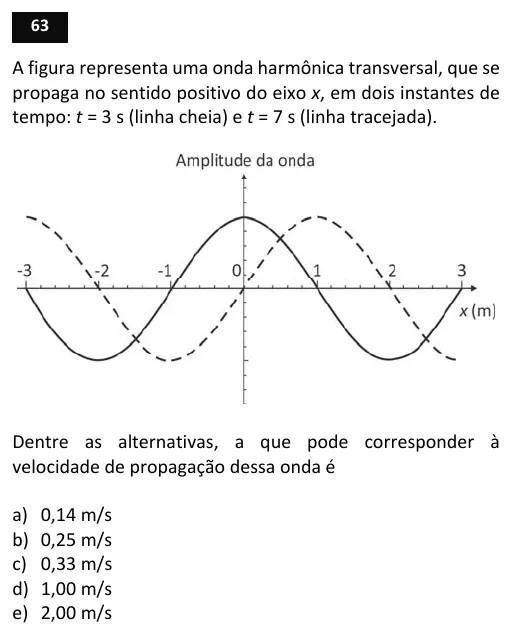 63
A figura representa uma onda harmônica transversal, que se
propaga no sentido positivo do eixo x, em dois instantes de
tempo: t = 3 s (linha cheia) e t = 7 s (linha tracejada).
Amplitude da onda
-3 -2 -1 0 1 2 3
x (m)
Dentre as alternativas, a que pode corresponder à
velocidade de propagação dessa onda é
a) 0,14 m/s
b) 0,25 m/s
c) 0,33 m/s
d) 1,00 m/s
e) 2,00 m/s